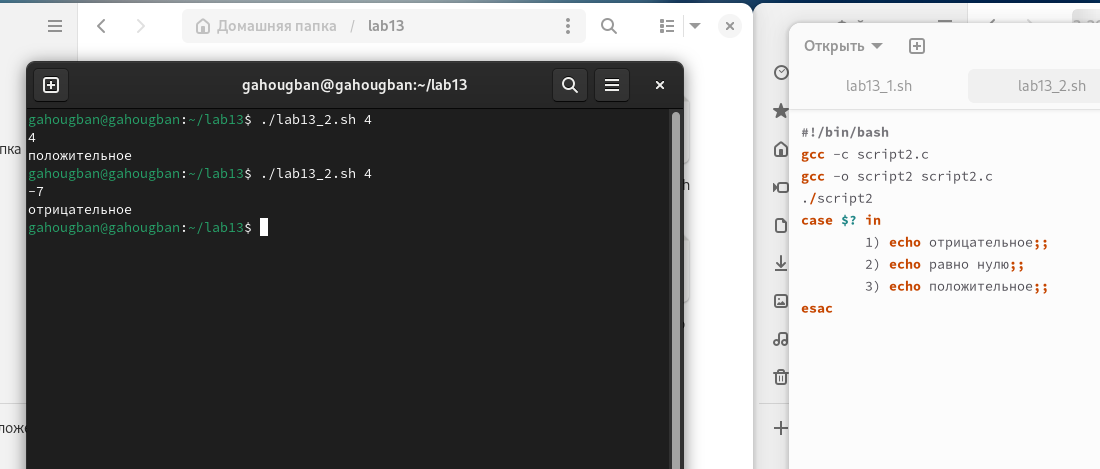 Домашняя папка / lab13
gahougban@gahougban:~/lab13
gahougban@gahougban:~/lab13$ ./lab13_2.sh 4
4
положительное
gahougban@gahougban:~/lab13$ ./lab13_2.sh 4
-7
отрицательное
gahougban@gahougban:~/lab13$
Открыть
lab13_1.sh
lab13_2.sh
#!/bin/bash
gcc -c script2.c
gcc -o script2 script2.c
./script2
case $? in
1) echo отрицательное;;
2) echo равно нулю;;
3) echo положительное;;
esac